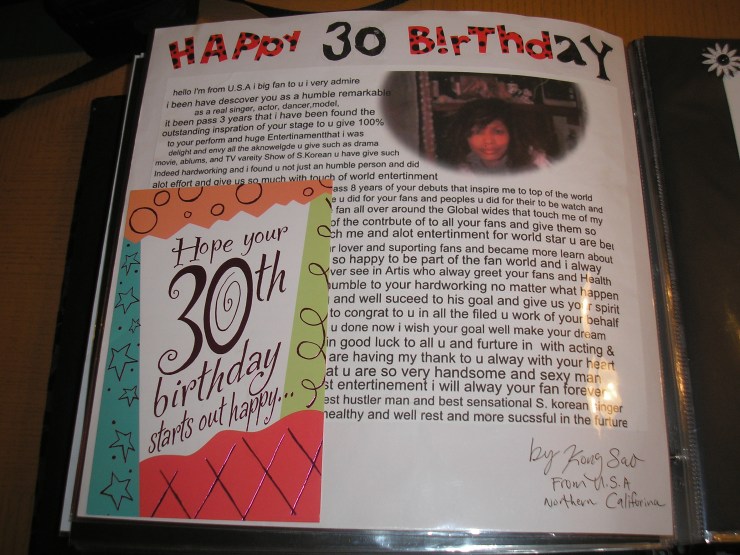 HAPPY 30 BIrThdAY
hello I'm from U.S.A i big fan to u i very admire
i been have descover you as a humble remarkable
as a real singer, actor, dancer,model,
it been pass 3 years that i have been found the
outstanding inspration of your stage to u give 100%
to your perform and huge Entertinamentthat i was
delight and envy all the aknowelgde u give such as drama
movie, ablums, and TV vareity Show of S.Korean u have give such
Indeed hardworking and i found u not just an humble person and did
alot effort and give us so much with touch of world entertinment
ass 8 years of your debuts that inspire me to top of the world
e u did for your fans and peoples u did for their to be watch and
fan all over around the Global wides that touch me of my
of the contrbute of to all your fans and give them so
ch me and alot entertinment for world star u are bei
r lover and suporting fans and became more learn about
so happy to be part of the fan world and i alway
ver see in Artis who alway greet your fans and Health
umble to your hardworking no matter what happen
and well suceed to his goal and give us your spirit
to congrat to u in all the filed u work of your behalf
u done now i wish your goal well make your dream
in good luck to all u and furture in with acting &
are having my thank to u alway with your heart
at u are so very handsome and sexy man
st entertinement i will alway your fan forever
est hustler man and best sensational S. korean singer
healthy and well rest and more sucssful in the furture
Hope your
30th
birthday
starts out happy...
by Kong Sao
From U.S.A
Northern California